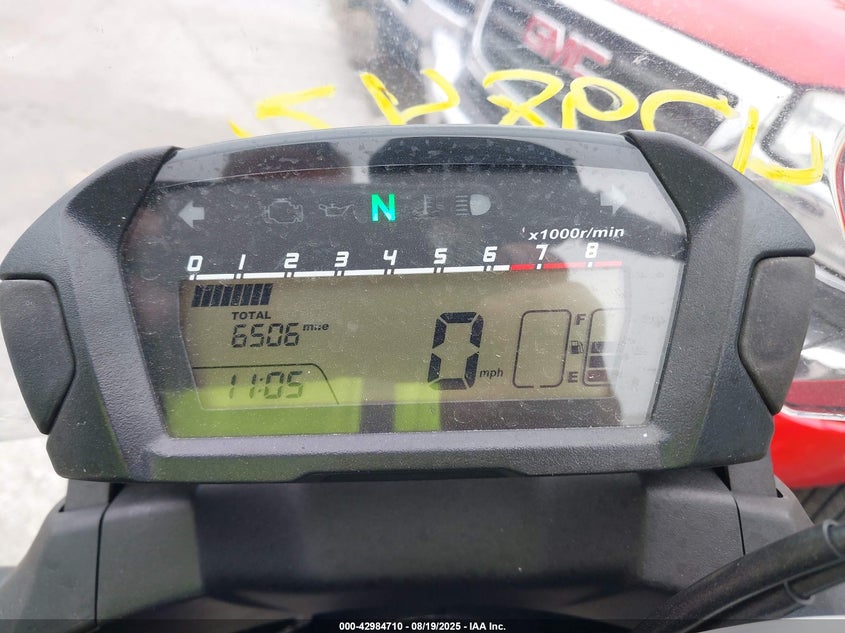 GMC
N
x1000r/min
0 1 2 3 4 5 6 7 8
TOTAL
6506 mile
11:05
0 mph
F
E
000-42984710 - 08/19/2025 - IAA Inc.